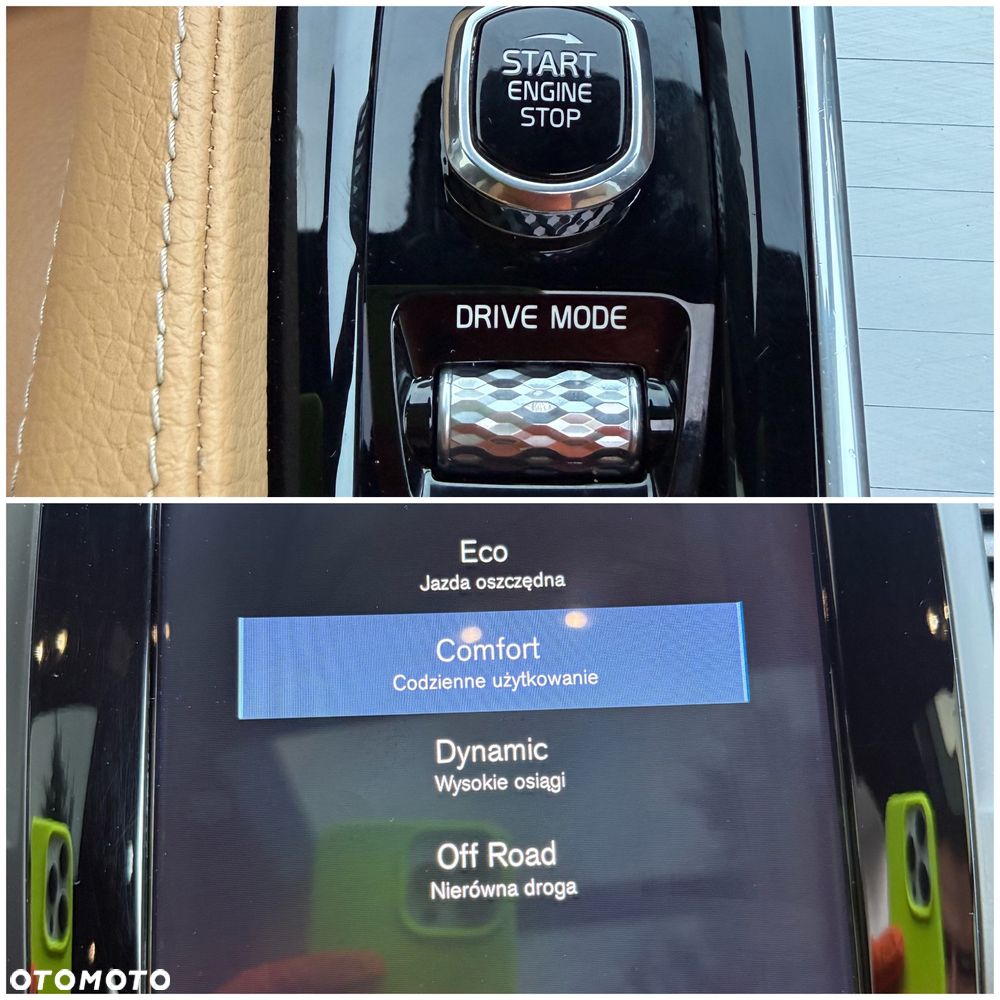 START
ENGINE
STOP
DRIVE MODE
Eco
Jazda oszczędna
Comfort
Codzienne użytkowanie
Dynamic
Wysokie osiągi
Off Road
Nierówna droga
OTOMOTO